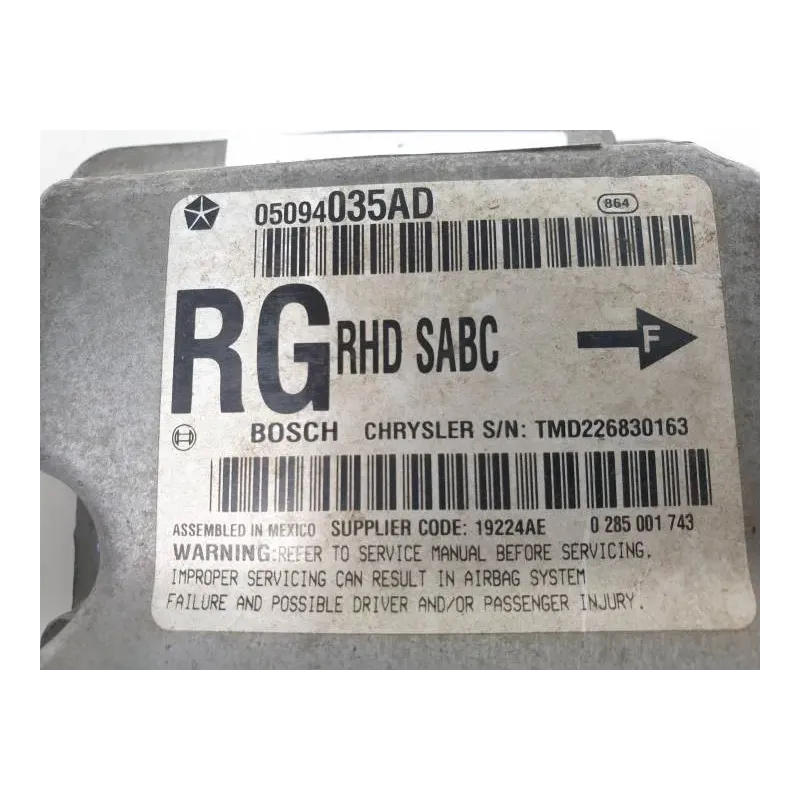 05094035AD 864
RG RHD SABC F
BOSCH CHRYSLER S/N: TMD226830163
ASSEMBLED IN MEXICO SUPPLIER CODE: 19224AE 0 285 001 743
WARNING:REFER TO SERVICE MANUAL BEFORE SERVICING.
IMPROPER SERVICING CAN RESULT IN AIRBAG SYSTEM
FAILURE AND POSSIBLE DRIVER AND/OR PASSENGER INJURY.